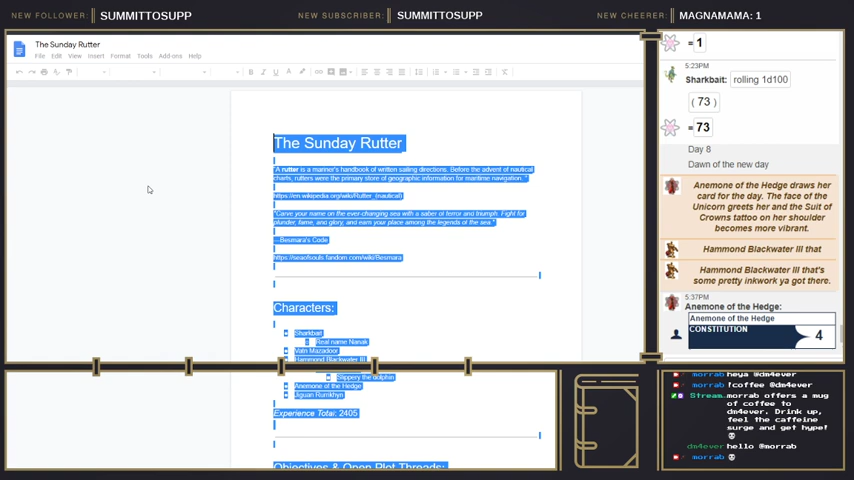 NEW FOLLOWER: SUMMITTOSUPP
NEW SUBSCRIBER: SUMMITTOSUPP
NEW CHEERER: MAGNAMAMA: 1
The Sunday Rutter
File Edit View Insert Format Tools Add-ons Help
The Sunday Rutter
"A rutter is a mariner's handbook of written sailing directions. Before the advent of nautical
charts, rutters were the primary store of geographic information for maritime navigation."
https://en.wikipedia.org/wiki/Rutter_(nautical)
"Carve your name on the ever-changing sea with a saber of terror and triumph: Fight for
plunder, fame, and glory, and earn your place among the legends of the sea."
—Besmara's Code
https://seaofsouls.fandom.com/wiki/Besmara
Characters:
Sharkbait
Real name Nanak
Vatri Mazadoor
Hammond Blackwater III
Slippery the dolphin
Anemone of the Hedge
Jiguan Rumikhyn
Experience Total: 2405
Objectives & Open Plot Threads:
= 1
5:23PM
Sharkbait: rolling 1d100
( 73 )
= 73
Day 8
Dawn of the new day
Anemone of the Hedge draws her
card for the day. The face of the
Unicorn greets her and the Suit of
Crowns tattoo on her shoulder
becomes more vibrant.
Hammond Blackwater III that
Hammond Blackwater III that's
some pretty inkwork ya got there.
5:37PM
Anemone of the Hedge:
Anemone of the Hedge
CONSTITUTION
4
morrab heya @dm4ever
morrab !coffee @dm4ever
Stream… morrab offers a mug
of coffee to
dm4ever. Drink up,
feel the caffeine
surge and get hype!
dm4ever hello @morrab
morrab